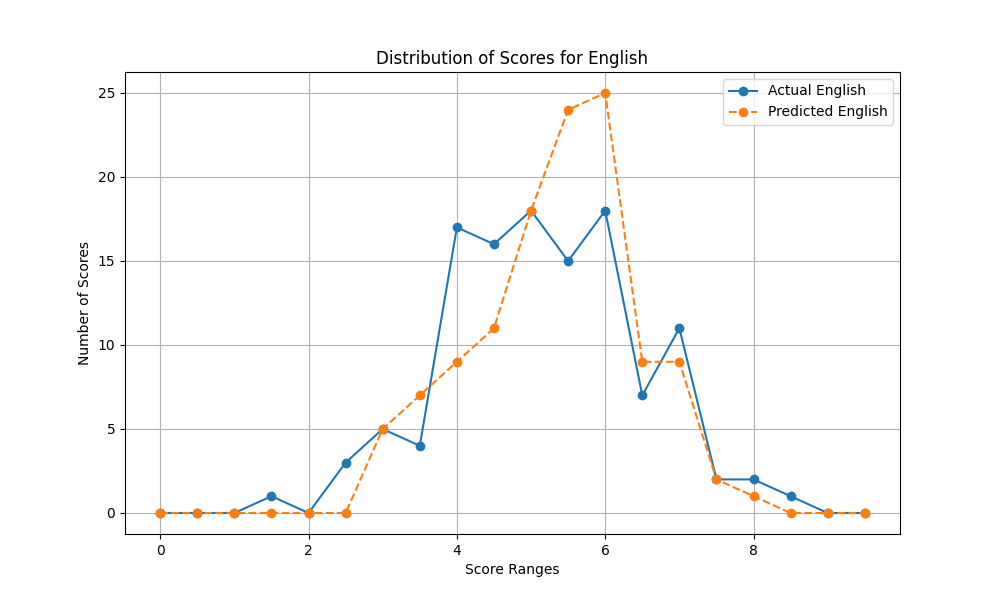 Distribution of Scores for English
Actual English
Predicted English
Number of Scores
25
20
15
10
5
0
0 2 4 6 8
Score Ranges